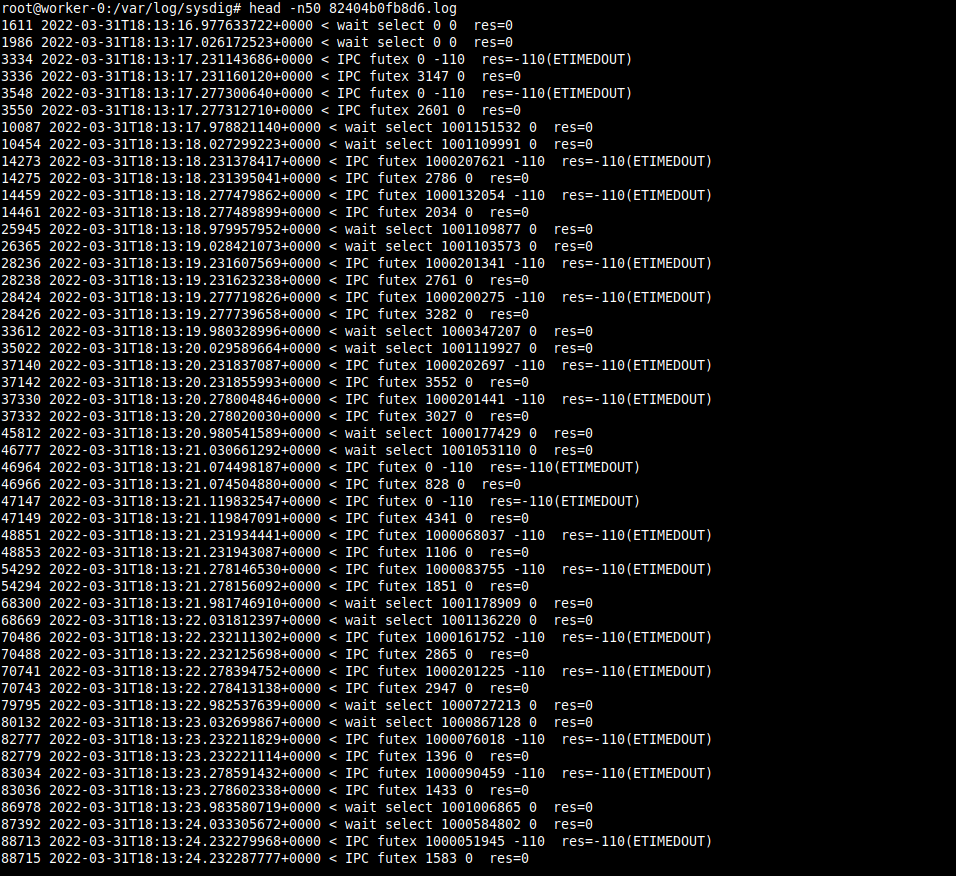 root@worker-0:/var/log/sysdig# head -n50 82404b0fb8d6.log
1611 2022-03-31T18:13:16.977633722+0000 < wait select 0 0  res=0
1986 2022-03-31T18:13:17.026172523+0000 < wait select 0 0  res=0
3334 2022-03-31T18:13:17.231143686+0000 < IPC futex 0 -110  res=-110(ETIMEDOUT)
3336 2022-03-31T18:13:17.231160120+0000 < IPC futex 3147 0  res=0
3548 2022-03-31T18:13:17.277300640+0000 < IPC futex 0 -110  res=-110(ETIMEDOUT)
3550 2022-03-31T18:13:17.277312710+0000 < IPC futex 2601 0  res=0
10087 2022-03-31T18:13:17.978821140+0000 < wait select 1001151532 0  res=0
10454 2022-03-31T18:13:18.027299223+0000 < wait select 1001109991 0  res=0
14273 2022-03-31T18:13:18.231378417+0000 < IPC futex 1000207621 -110  res=-110(ETIMEDOUT)
14275 2022-03-31T18:13:18.231395041+0000 < IPC futex 2786 0  res=0
14459 2022-03-31T18:13:18.277479862+0000 < IPC futex 1000132054 -110  res=-110(ETIMEDOUT)
14461 2022-03-31T18:13:18.277489899+0000 < IPC futex 2034 0  res=0
25945 2022-03-31T18:13:18.979957952+0000 < wait select 1001109877 0  res=0
26365 2022-03-31T18:13:19.028421073+0000 < wait select 1001103573 0  res=0
28236 2022-03-31T18:13:19.231607569+0000 < IPC futex 1000201341 -110  res=-110(ETIMEDOUT)
28238 2022-03-31T18:13:19.231623238+0000 < IPC futex 2761 0  res=0
28424 2022-03-31T18:13:19.277719826+0000 < IPC futex 1000200275 -110  res=-110(ETIMEDOUT)
28426 2022-03-31T18:13:19.277739658+0000 < IPC futex 3282 0  res=0
33612 2022-03-31T18:13:19.980328996+0000 < wait select 1000347207 0  res=0
35022 2022-03-31T18:13:20.029589664+0000 < wait select 1001119927 0  res=0
37140 2022-03-31T18:13:20.231837087+0000 < IPC futex 1000202697 -110  res=-110(ETIMEDOUT)
37142 2022-03-31T18:13:20.231855993+0000 < IPC futex 3552 0  res=0
37330 2022-03-31T18:13:20.278004846+0000 < IPC futex 1000201441 -110  res=-110(ETIMEDOUT)
37332 2022-03-31T18:13:20.278020030+0000 < IPC futex 3027 0  res=0
45812 2022-03-31T18:13:20.980541589+0000 < wait select 1000177429 0  res=0
46777 2022-03-31T18:13:21.030661292+0000 < wait select 1001053110 0  res=0
46964 2022-03-31T18:13:21.074498187+0000 < IPC futex 0 -110  res=-110(ETIMEDOUT)
46966 2022-03-31T18:13:21.074504880+0000 < IPC futex 828 0  res=0
47147 2022-03-31T18:13:21.119832547+0000 < IPC futex 0 -110  res=-110(ETIMEDOUT)
47149 2022-03-31T18:13:21.119847091+0000 < IPC futex 4341 0  res=0
48851 2022-03-31T18:13:21.231934441+0000 < IPC futex 1000068037 -110  res=-110(ETIMEDOUT)
48853 2022-03-31T18:13:21.231943087+0000 < IPC futex 1106 0  res=0
54292 2022-03-31T18:13:21.278146530+0000 < IPC futex 1000083755 -110  res=-110(ETIMEDOUT)
54294 2022-03-31T18:13:21.278156092+0000 < IPC futex 1851 0  res=0
68300 2022-03-31T18:13:21.981746910+0000 < wait select 1001178909 0  res=0
68669 2022-03-31T18:13:22.031812397+0000 < wait select 1001136220 0  res=0
70486 2022-03-31T18:13:22.232111302+0000 < IPC futex 1000161752 -110  res=-110(ETIMEDOUT)
70488 2022-03-31T18:13:22.232125698+0000 < IPC futex 2865 0  res=0
70741 2022-03-31T18:13:22.278394752+0000 < IPC futex 1000201225 -110  res=-110(ETIMEDOUT)
70743 2022-03-31T18:13:22.278413138+0000 < IPC futex 2947 0  res=0
79795 2022-03-31T18:13:22.982537639+0000 < wait select 1000727213 0  res=0
80132 2022-03-31T18:13:23.032699867+0000 < wait select 1000867128 0  res=0
82777 2022-03-31T18:13:23.232211829+0000 < IPC futex 1000076018 -110  res=-110(ETIMEDOUT)
82779 2022-03-31T18:13:23.232221114+0000 < IPC futex 1396 0  res=0
83034 2022-03-31T18:13:23.278591432+0000 < IPC futex 1000090459 -110  res=-110(ETIMEDOUT)
83036 2022-03-31T18:13:23.278602338+0000 < IPC futex 1433 0  res=0
86978 2022-03-31T18:13:23.983580719+0000 < wait select 1001006865 0  res=0
87392 2022-03-31T18:13:24.033305672+0000 < wait select 1000584802 0  res=0
88713 2022-03-31T18:13:24.232279968+0000 < IPC futex 1000051945 -110  res=-110(ETIMEDOUT)
88715 2022-03-31T18:13:24.232287777+0000 < IPC futex 1583 0  res=0